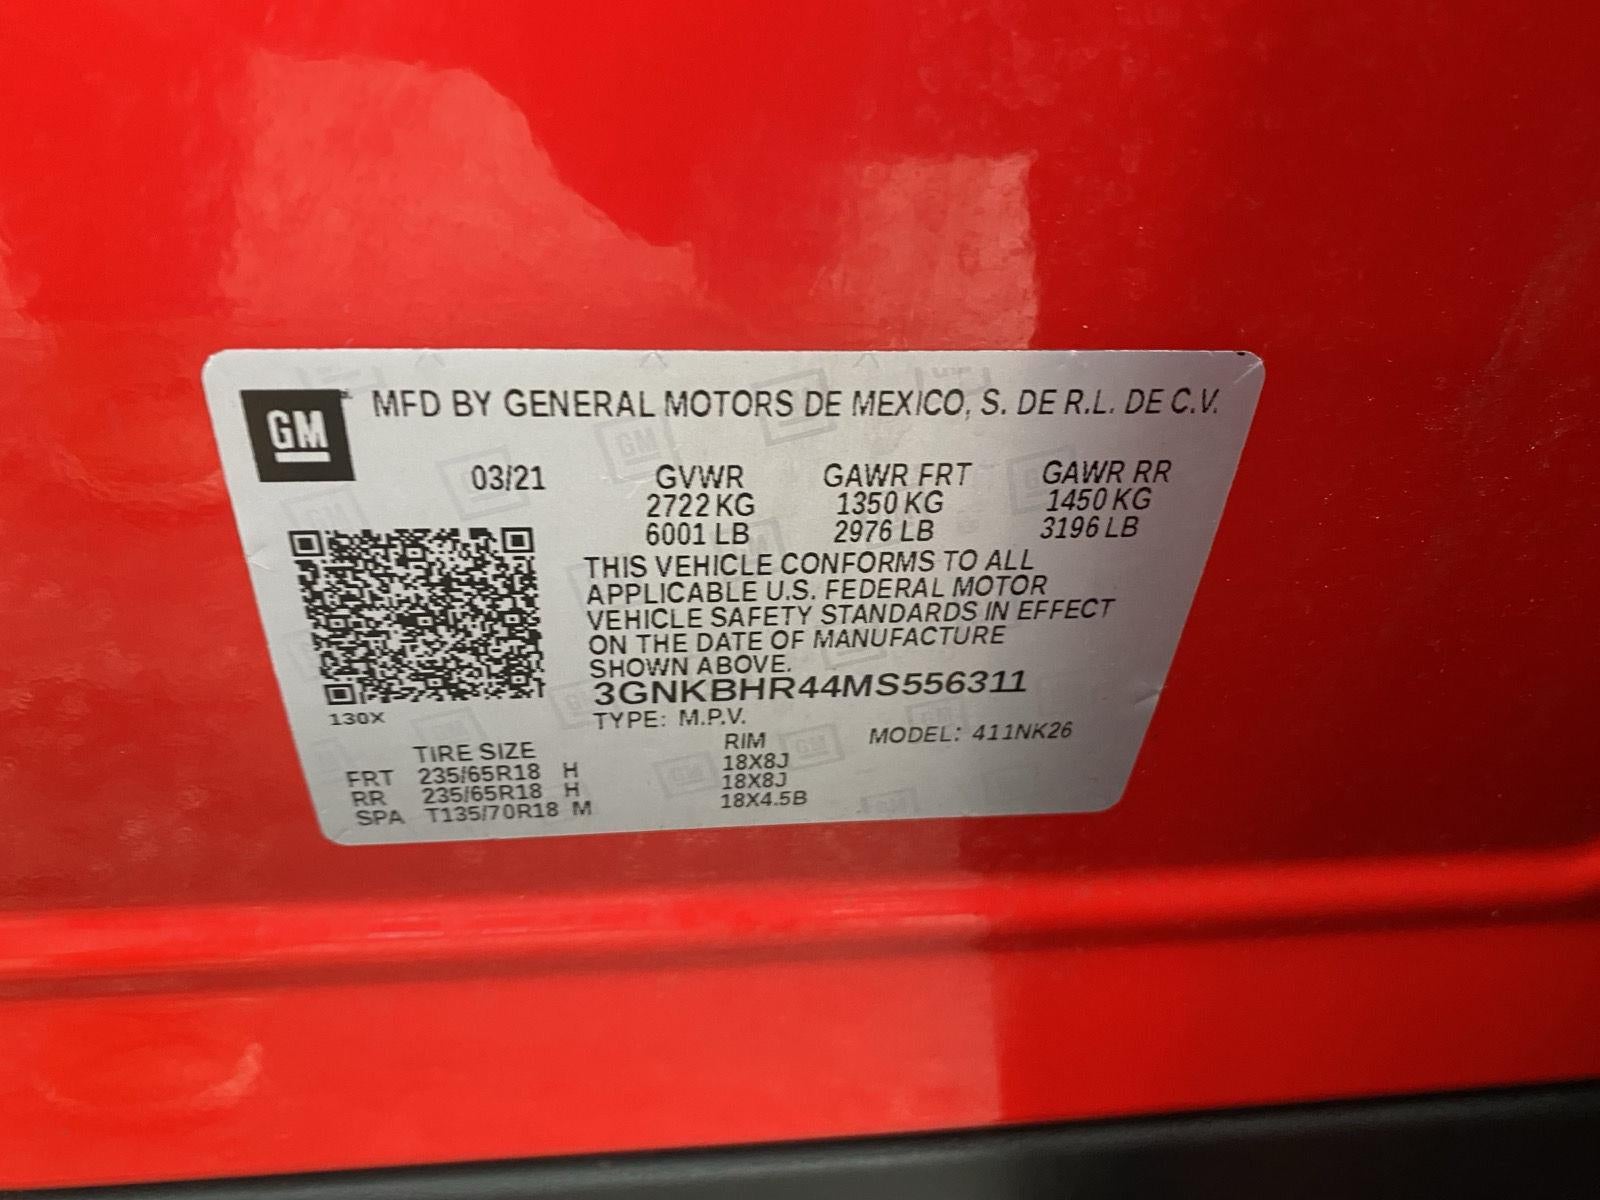 GM MFD BY GENERAL MOTORS DE MEXICO, S. DE R.L. DE C.V.
03/21 GVWR GAWR FRT GAWR RR
2722 KG 1350 KG 1450 KG
6001 LB 2976 LB 3196 LB
THIS VEHICLE CONFORMS TO ALL
APPLICABLE U.S. FEDERAL MOTOR
VEHICLE SAFETY STANDARDS IN EFFECT
ON THE DATE OF MANUFACTURE
SHOWN ABOVE.
3GNKBHR44MS556311
130X TYPE: M.P.V.
TIRE SIZE RIM MODEL: 411NK26
FRT 235/65R18 H 18X8J
RR 235/65R18 H 18X8J
SPA T135/70R18 M 18X4.5B